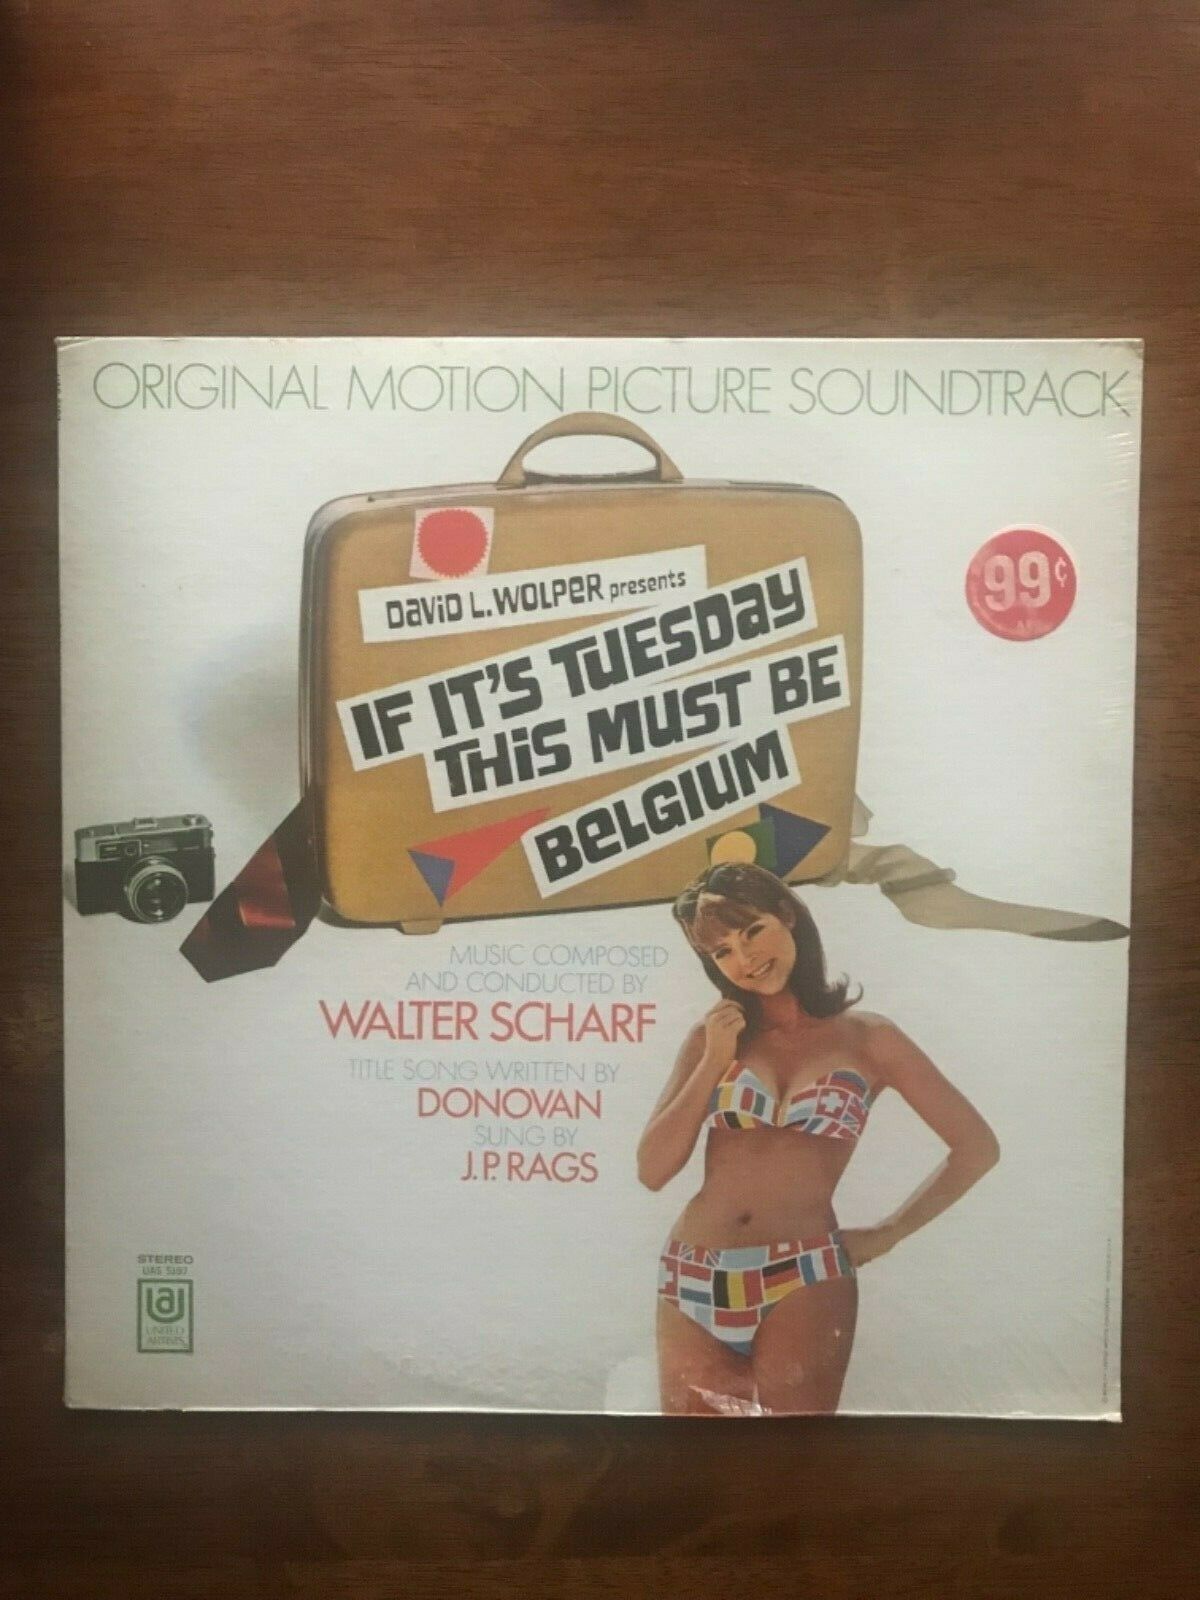 ORIGINAL MOTION PICTURE SOUNDTRACK
99¢
DAVID L. WOLPER presents
IF IT'S TUESDAY
THIS MUST BE
BELGIUM
MUSIC COMPOSED
AND CONDUCTED BY
WALTER SCHARF
TITLE SONG WRITTEN BY
DONOVAN
SUNG BY
J.P. RAGS
STEREO
UAS 5197
UA
UNITED
ARTISTS